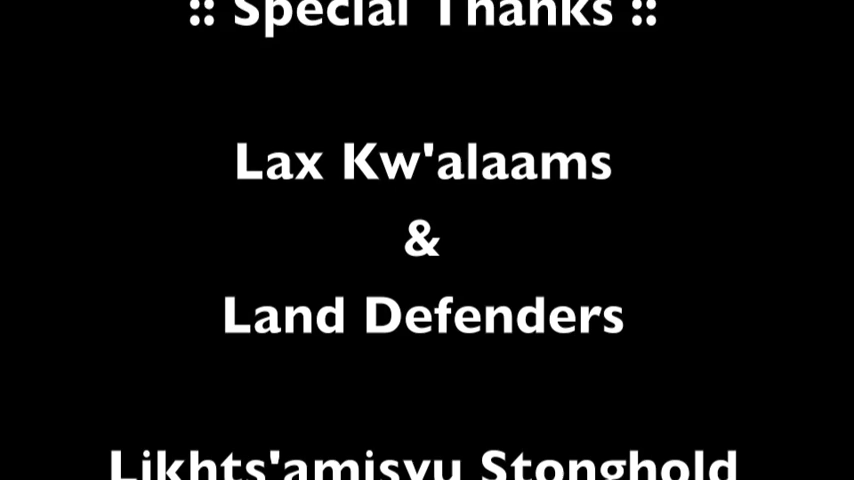 :: Special Thanks ::
Lax Kw'alaams
&
Land Defenders
Likhts'amisyu Stonghold